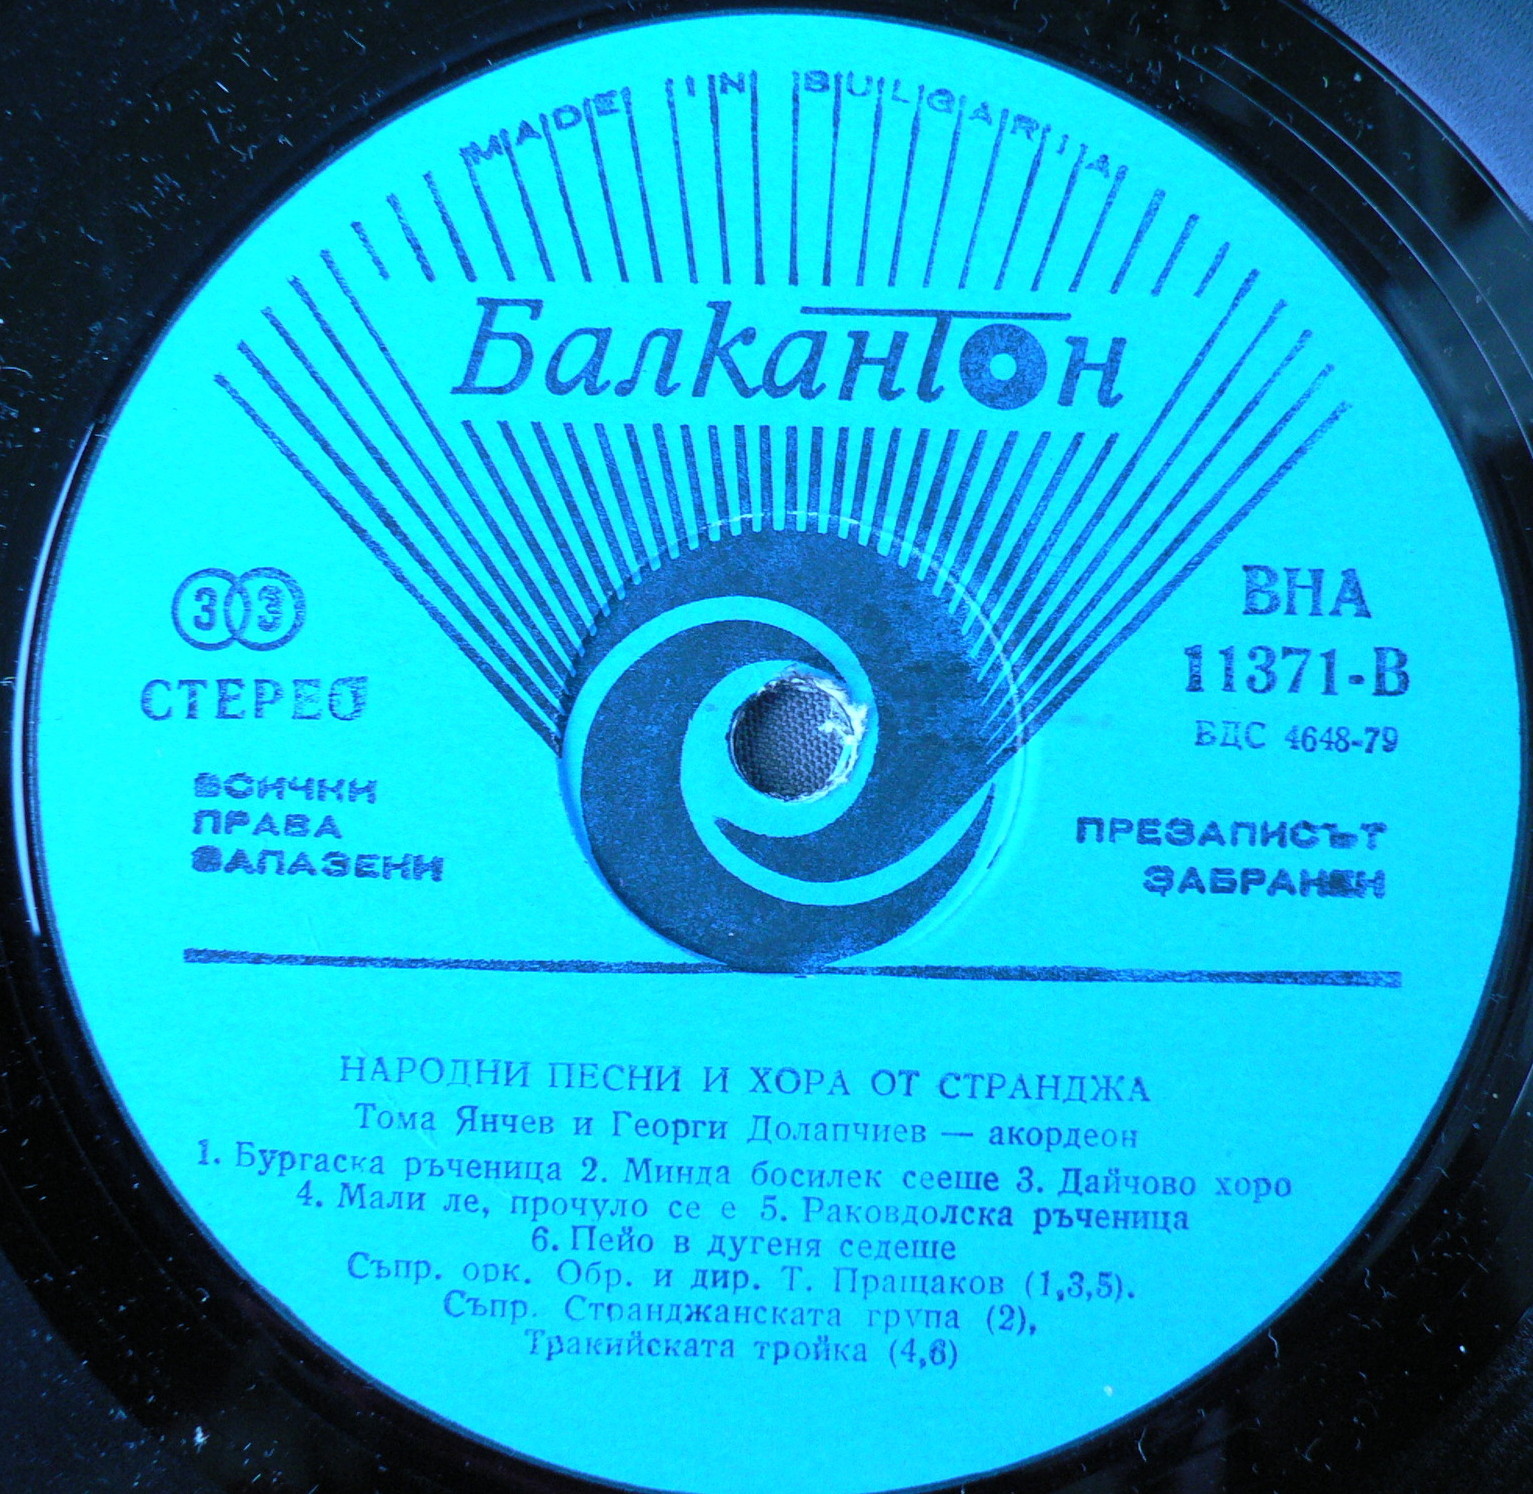 MADE IN BULGARIA
Балкантон
33
СТЕРЕО
ВСИЧКИ
ПРАВА
ЗАПАЗЕНИ
ВНА
11371-В
БДС 4648-79
ПРЕЗАПИСЪТ
ЗАБРАНЕН
НАРОДНИ ПЕСНИ И ХОРА ОТ СТРАНДЖА
Тома Янчев и Георги Долапчиев — акордеон
1. Бургаска ръченица 2. Минда босилек сееше 3. Дайчово хоро
4. Мали ле, прочуло се е 5. Раковдолска ръченица
6. Пейо в дугеня седеше
Съпр. орк. Обр. и дир. Т. Пращаков (1,3,5).
Съпр. Странджанската група (2),
Тракийската тройка (4,6)